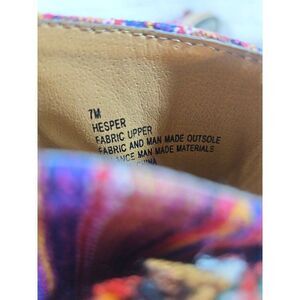 7M
HESPER
FABRIC UPPER
FABRIC AND MAN MADE OUTSOLE
MAN MADE MATERIALS